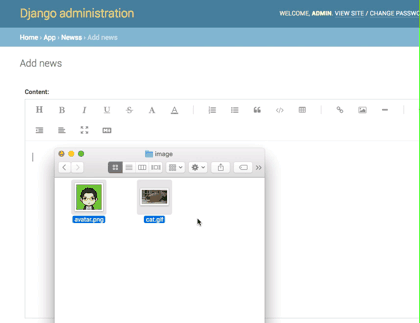 Django administration
WELCOME, ADMIN. VIEW SITE / CHANGE PASSWO
Home › App › Newss › Add news
Add news
Content:
H B I U S A A
image
avatar.png
cat.gif